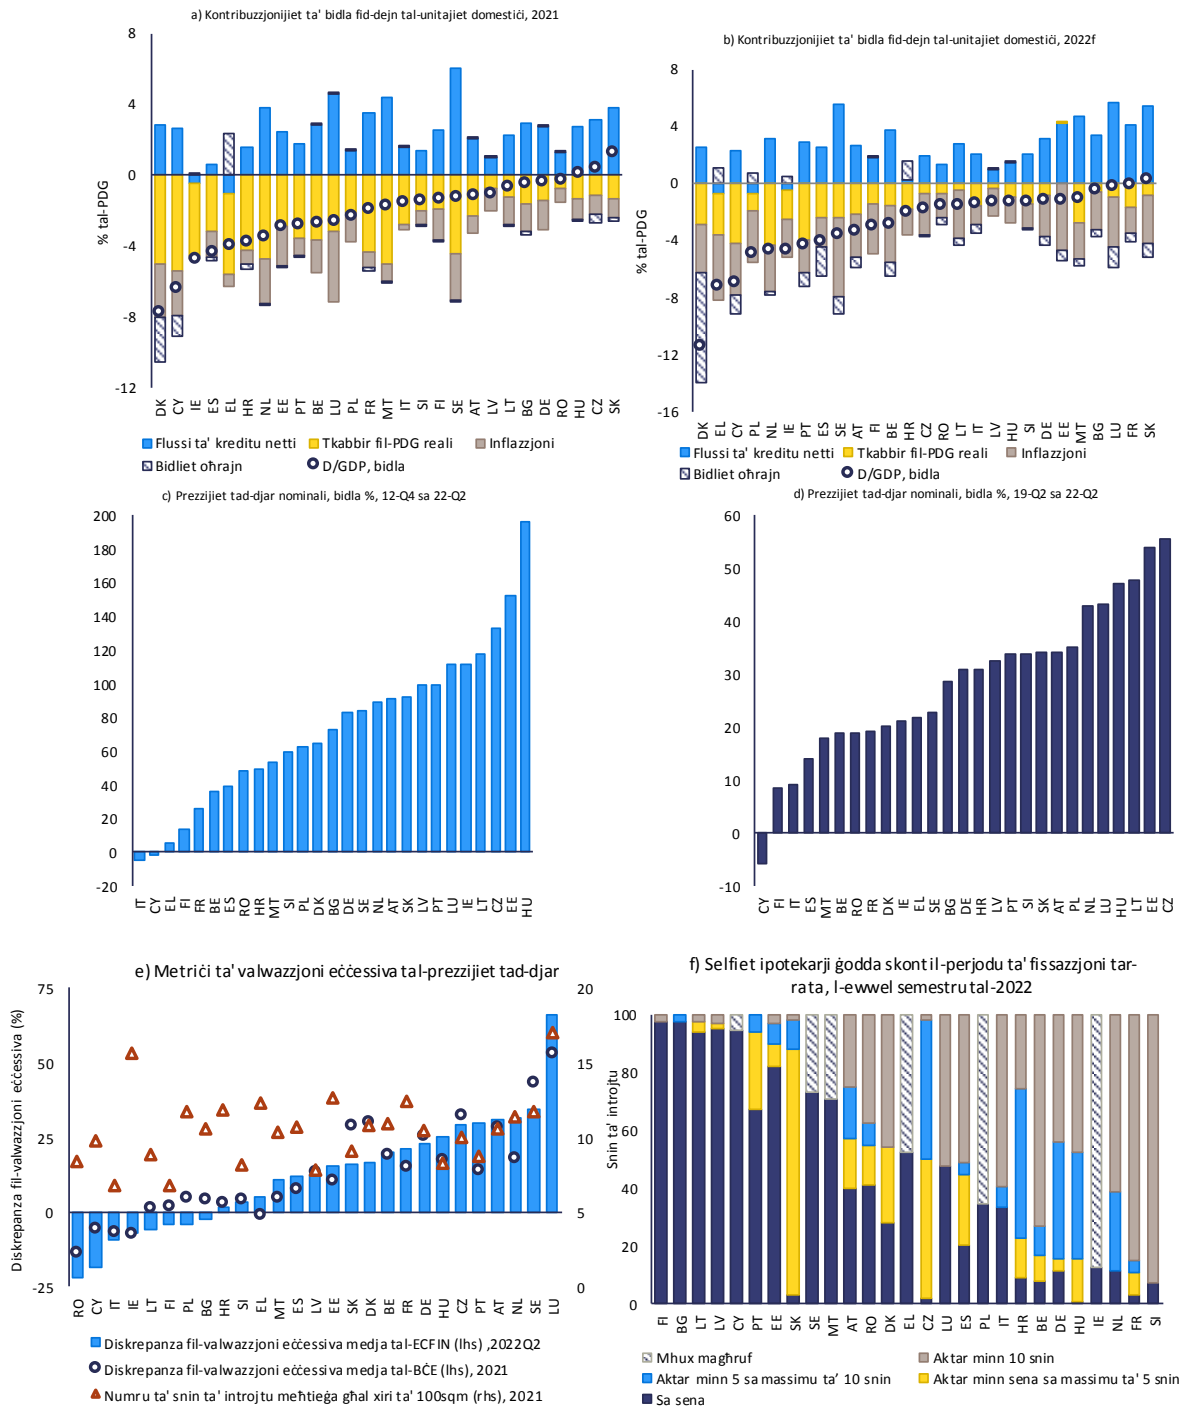 a) Kontribuzzjonijiet ta' bidla fid-dejn tal-unitajiet domestiċi, 2021
8
4
0
-4
-8
-12
% tal-PDG
DK CY IE ES EL HR NL EE PT BE LU PL FR MT IT SI FI SE AT LV LT BG DE RO HU CZ SK
Flussi ta' kreditu netti
Tkabbir fil-PDG reali
Inflazzjoni
Bidliet oħrajn
D/GDP, bidla
b) Kontribuzzjonijiet ta' bidla fid-dejn tal-unitajiet domestiċi, 2022f
8
4
0
-4
-8
-12
-16
% tal-PDG
DK EL CY PL NL IE PT ES SE AT FI BE HR CZ RO LT IT LV HU SI DE EE MT BG LU FR SK
Flussi ta' kreditu netti
Tkabbir fil-PDG reali
Inflazzjoni
Bidliet oħrajn
D/GDP, bidla
c) Prezzijiet tad-djar nominali, bidla %, 12-Q4 sa 22-Q2
200
180
160
140
120
100
80
60
40
20
0
-20
IT CY EL FI FR BE ES RO HR MT SI PL DK BG DE SE NL AT SK LV PT LU IE LT CZ EE HU
d) Prezzijiet tad-djar nominali, bidla %, 19-Q2 sa 22-Q2
60
50
40
30
20
10
0
-10
CY FI IT ES MT BE RO FR DK IE EL SE BG DE HR LV PT SI SK AT PL NL LU HU LT EE CZ
e) Metriċi ta' valwazzjoni eċċessiva tal-prezzijiet tad-djar
75
50
25
0
-25
Diskrepanza fil-valwazzjoni eċċessiva (%)
20
15
10
5
0
Snin ta' introjtu
RO CY IT IE LT FI PL BG HR SI EL MT ES LV EE SK DK BE FR DE HU CZ PT AT NL SE LU
Diskrepanza fil-valwazzjoni eċċessiva medja tal-ECFIN (lhs) ,2022Q2
Diskrepanza fil-valwazzjoni eċċessiva medja tal-BĊE (lhs), 2021
Numru ta' snin ta' introjtu meħtieġa għal xiri ta' 100sqm (rhs), 2021
f) Selfiet ipotekarji ġodda skont il-perjodu ta' fissazzjoni tar-
rata, l-ewwel semestru tal-2022
100
80
60
40
20
0
FI BG LT LV CY PT EE SK SE MT AT RO DK EL CZ LU ES PL IT HR BE DE HU IE NL FR SI
Mhux magħruf
Aktar minn 10 snin
Aktar minn 5 sa massimu ta’ 10 snin
Aktar minn sena sa massimu ta' 5 snin
Sa sena